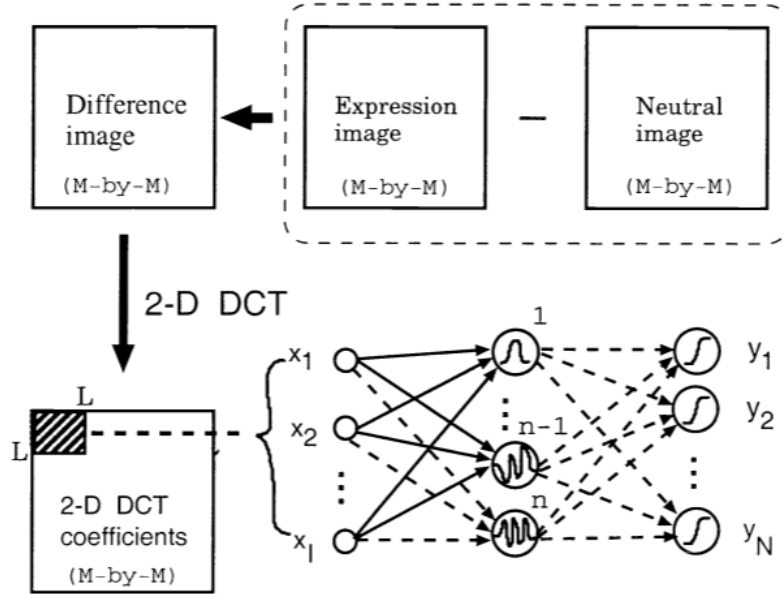 Difference
image
(M-by-M)
Expression
image
(M-by-M)
−
Neutral
image
(M-by-M)
2-D DCT
L
L
2-D DCT
coefficients
(M-by-M)
x1
x2
⋮
xI
1
⋮
n-1
n
y1
y2
⋮
yN